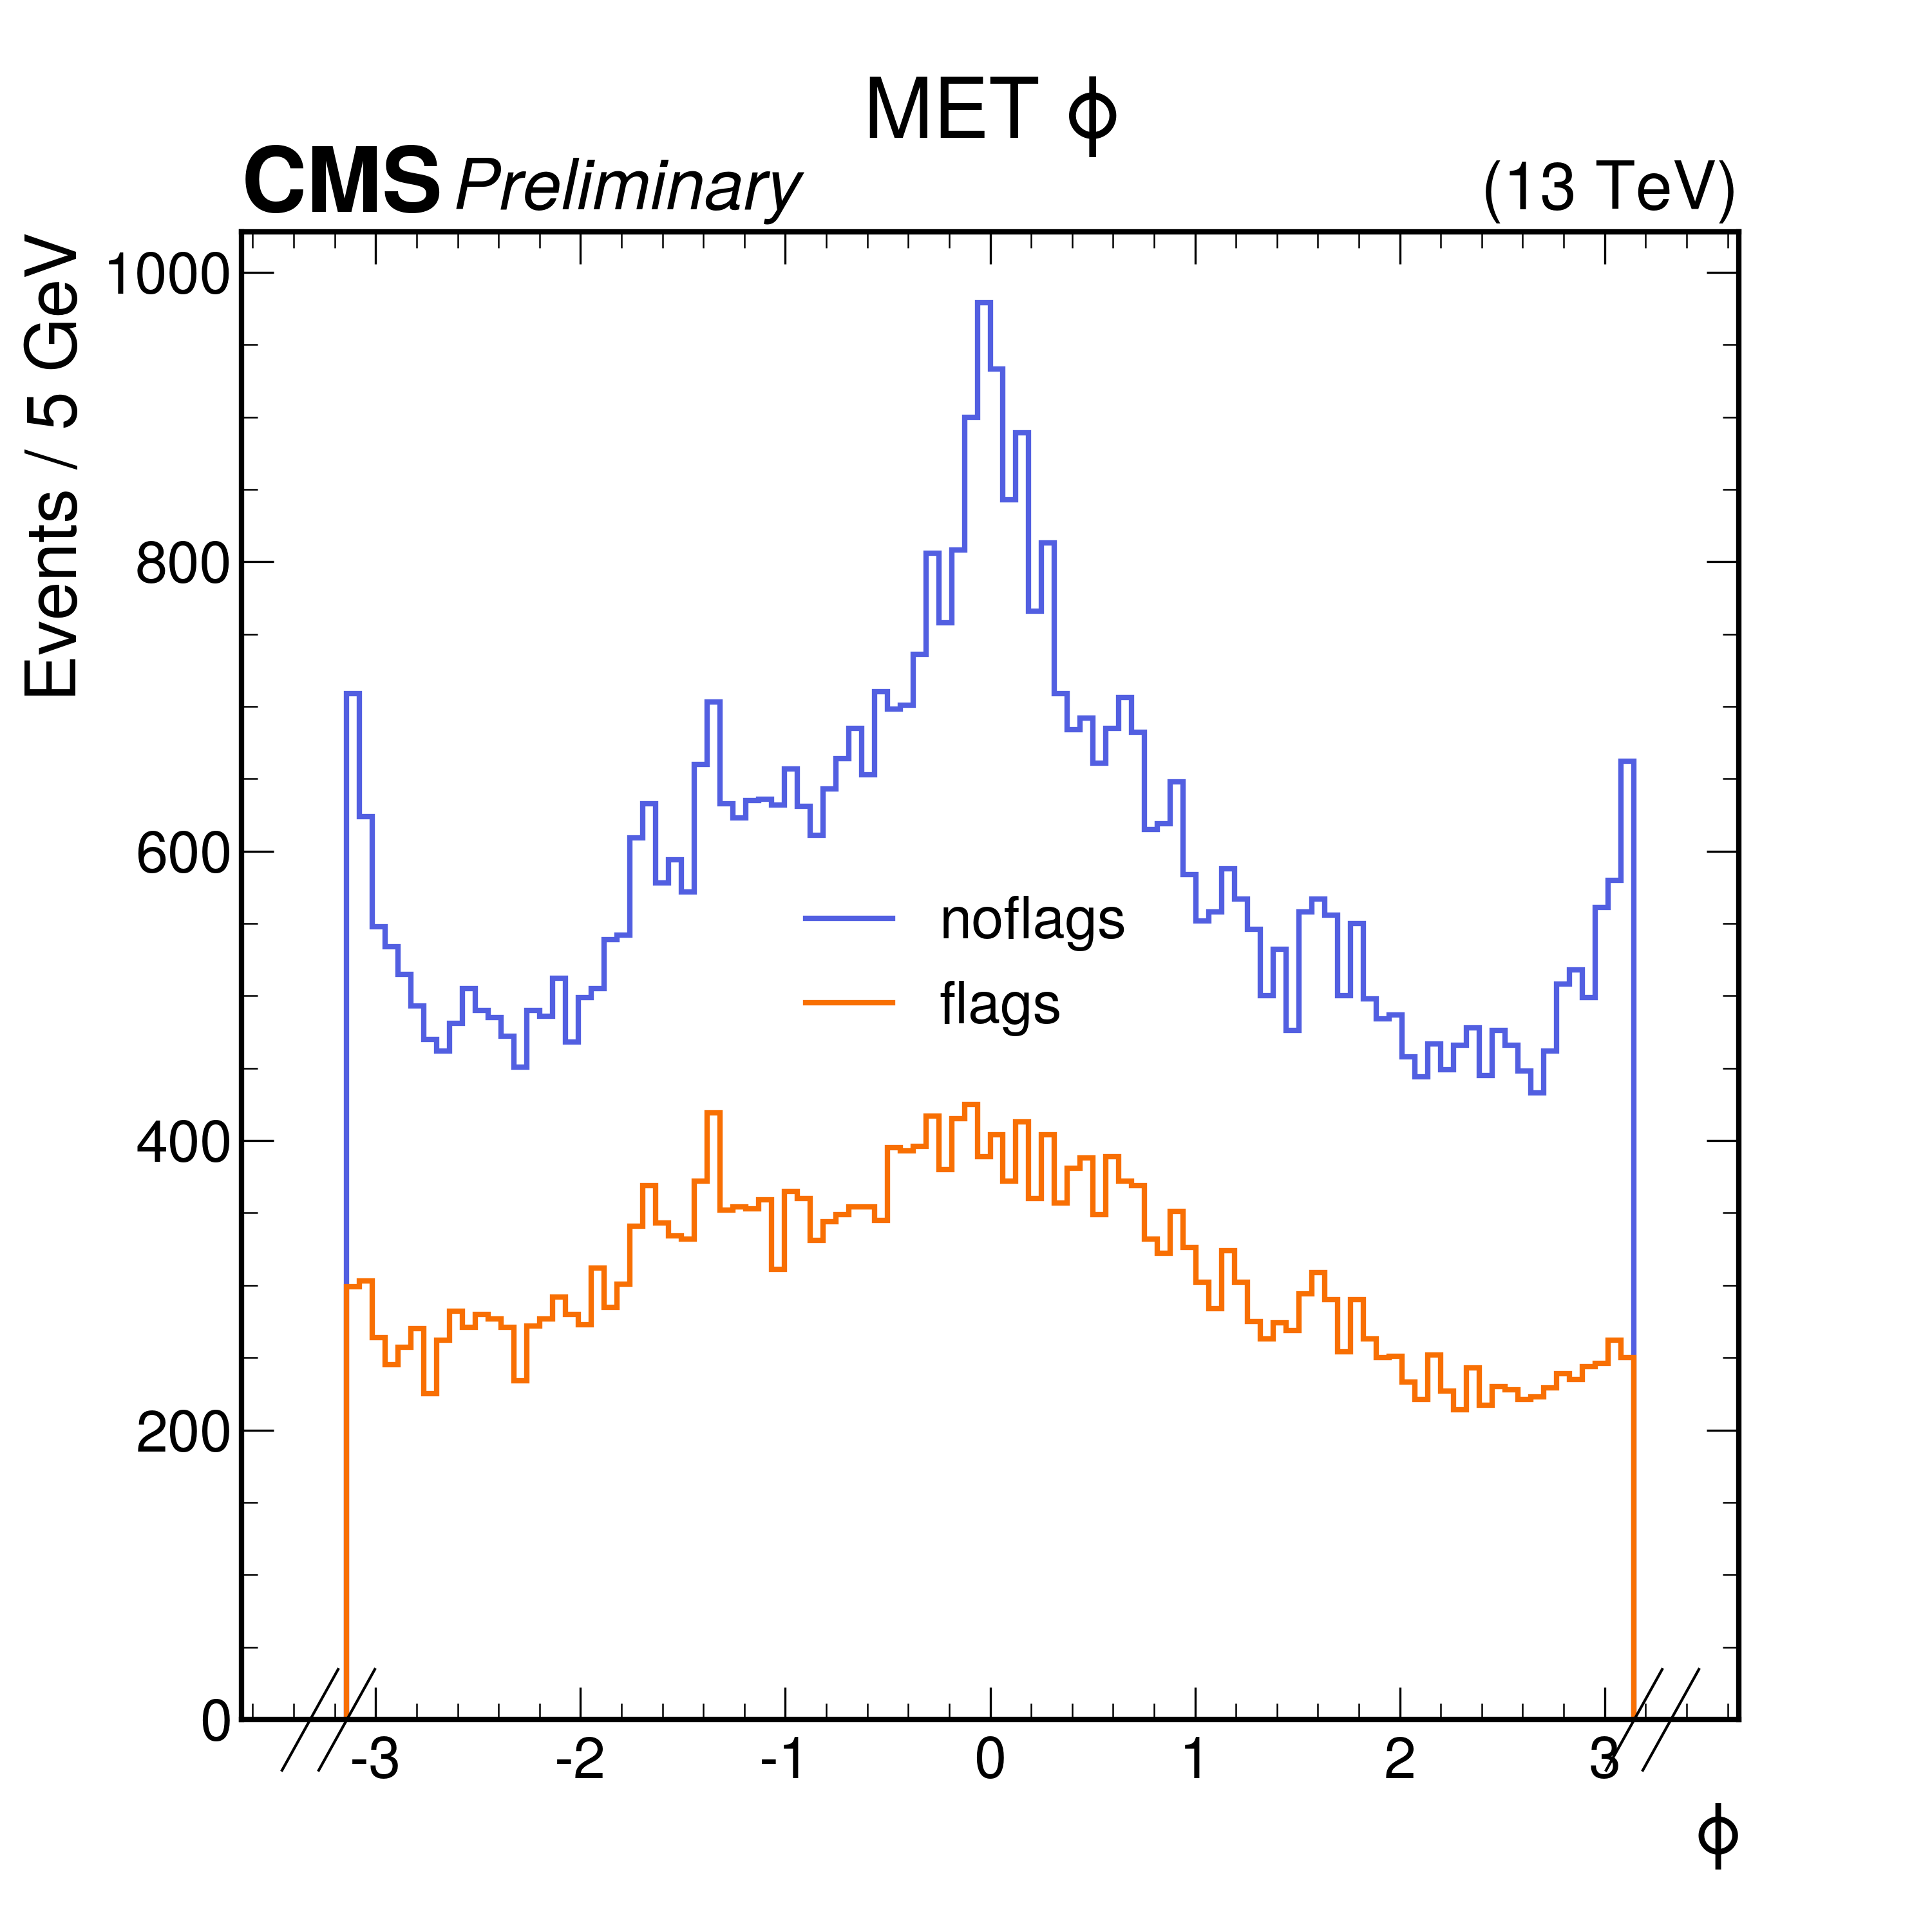 MET ϕ
CMS Preliminary (13 TeV)
Events / 5 GeV
1000
800
600
400
200
0
noflags
flags
-3 -2 -1 0 1 2 3
ϕ